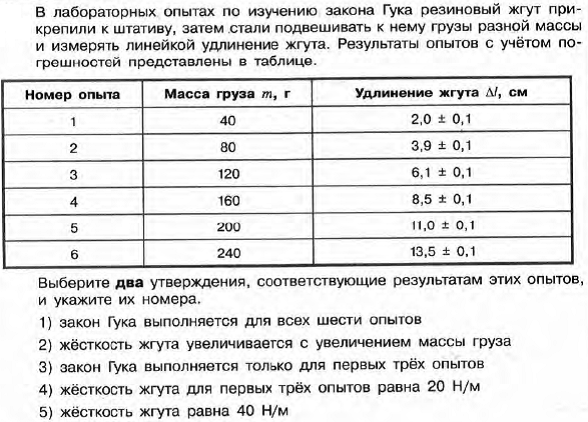 В лабораторных опытах по изучению закона Гука резиновый жгут при-
крепили к штативу, затем стали подвешивать к нему грузы разной массы
и измерять линейкой удлинение жгута. Результаты опытов с учётом по-
грешностей представлены в таблице.
Номер опыта Масса груза m, г Удлинение жгута Δl, см
1 40 2,0 ± 0,1
2 80 3,9 ± 0,1
3 120 6,1 ± 0,1
4 160 8,5 ± 0,1
5 200 11,0 ± 0,1
6 240 13,5 ± 0,1
Выберите два утверждения, соответствующие результатам этих опытов,
и укажите их номера.
1) закон Гука выполняется для всех шести опытов
2) жёсткость жгута увеличивается с увеличением массы груза
3) закон Гука выполняется только для первых трёх опытов
4) жёсткость жгута для первых трёх опытов равна 20 Н/м
5) жёсткость жгута равна 40 Н/м